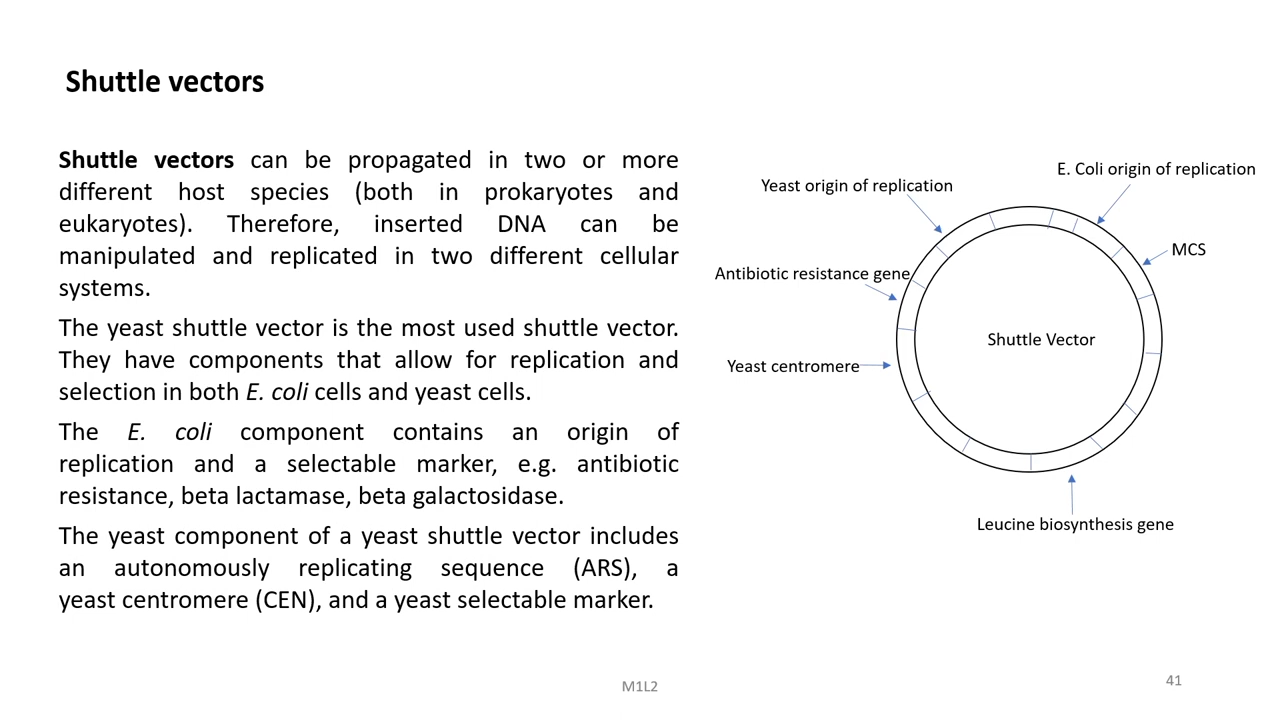 Shuttle vectors
Shuttle vectors can be propagated in two or more
different host species (both in prokaryotes and
eukaryotes). Therefore, inserted DNA can be
manipulated and replicated in two different cellular
systems.
The yeast shuttle vector is the most used shuttle vector.
They have components that allow for replication and
selection in both E. coli cells and yeast cells.
The E. coli component contains an origin of
replication and a selectable marker, e.g. antibiotic
resistance, beta lactamase, beta galactosidase.
The yeast component of a yeast shuttle vector includes
an autonomously replicating sequence (ARS), a
yeast centromere (CEN), and a yeast selectable marker.
E. Coli origin of replication
Yeast origin of replication
MCS
Antibiotic resistance gene
Shuttle Vector
Yeast centromere
Leucine biosynthesis gene
M1L2
41